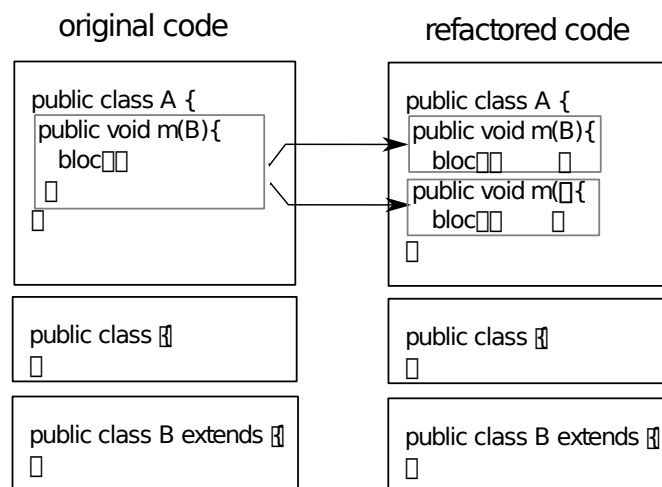 original code
public class A {
public void m(B){
bloc
refactored code
public class A {
public void m(B){
bloc
public void m( {
bloc
public class {
public class B extends {
public class {
public class B extends {